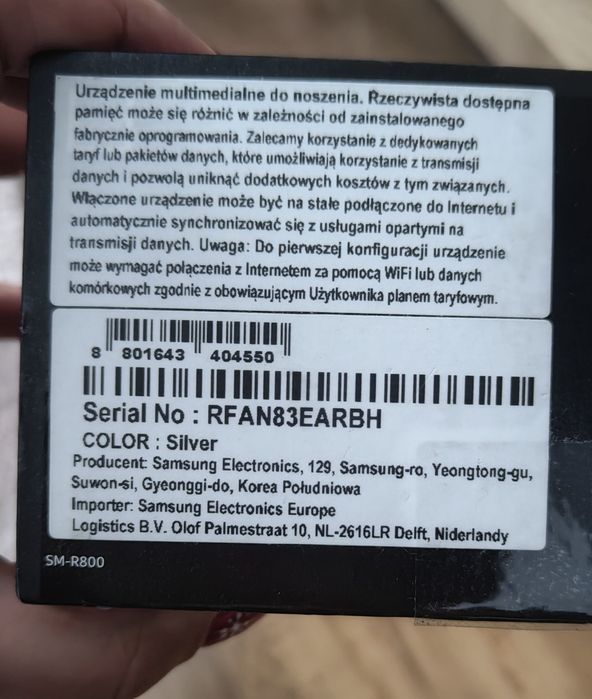 Urządzenie multimedialne do noszenia. Rzeczywista dostępna
pamięć może się różnić w zależności od zainstalowanego
fabrycznie oprogramowania. Zalecamy korzystanie z dedykowanych
taryf lub pakietów danych, które umożliwiają korzystanie z transmisji
danych i pozwolą uniknąć dodatkowych kosztów z tym związanych.
Włączone urządzenie może być na stałe podłączone do Internetu i
automatycznie synchronizować się z usługami opartymi na
transmisji danych. Uwaga: Do pierwszej konfiguracji urządzenie
może wymagać połączenia z Internetem za pomocą WiFi lub danych
komórkowych zgodnie z obowiązującym Użytkownika planem taryfowym.
8 801643 404550
Serial No : RFAN83EARBH
COLOR : Silver
Producent: Samsung Electronics, 129, Samsung-ro, Yeongtong-gu,
Suwon-si, Gyeonggi-do, Korea Południowa
Importer: Samsung Electronics Europe
Logistics B.V. Olof Palmestraat 10, NL-2616LR Delft, Niderlandy
SM-R800